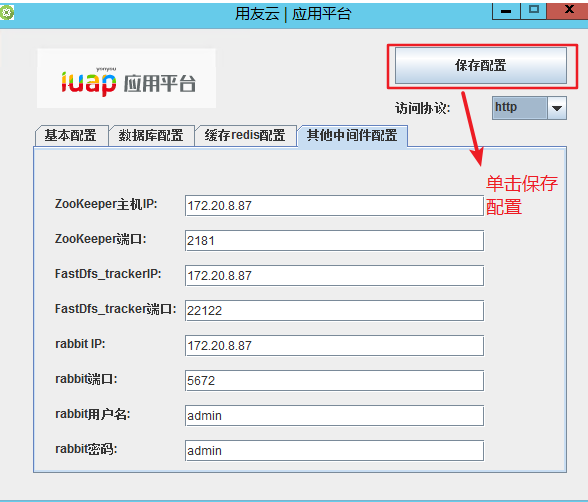 用友云 | 应用平台
yonyou
iuap 应用平台
保存配置
访问协议: http
基本配置 数据库配置 缓存redis配置 其他中间件配置
单击保存
配置
ZooKeeper主机IP: 172.20.8.87
ZooKeeper端口: 2181
FastDfs_trackerIP: 172.20.8.87
FastDfs_tracker端口: 22122
rabbit IP: 172.20.8.87
rabbit端口: 5672
rabbit用户名: admin
rabbit密码: admin